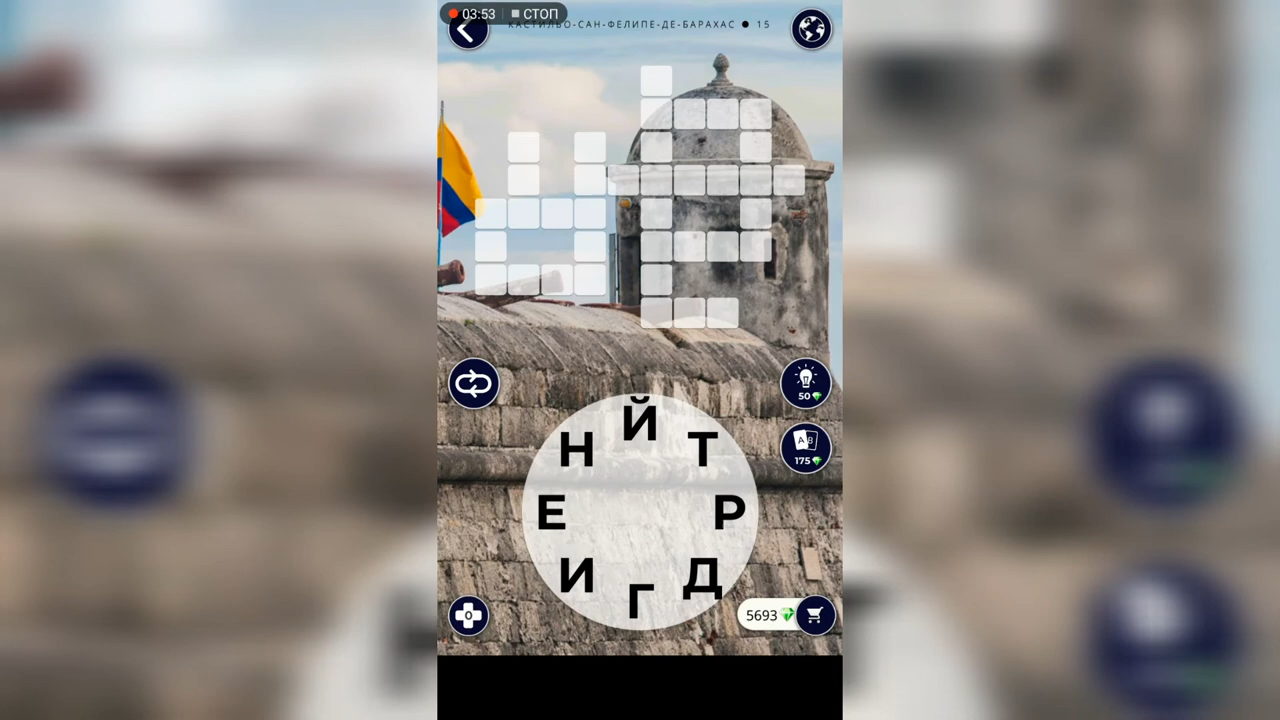 03:53 СТОП
КАСТИЛЬО-САН-ФЕЛИПЕ-ДЕ-БАРАХАС ● 15
50
A B
175
Й
Н Т
Е Р
И Д
Г
0
5693